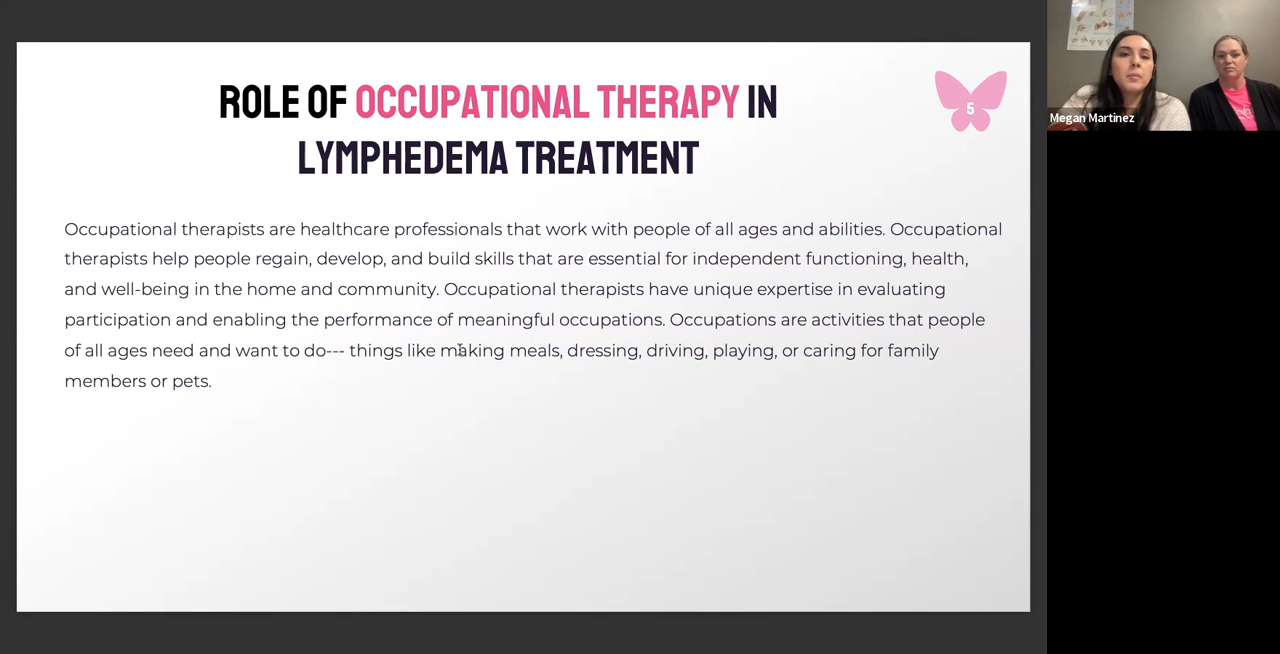 ROLE OF OCCUPATIONAL THERAPY IN
LYMPHEDEMA TREATMENT
5
Occupational therapists are healthcare professionals that work with people of all ages and abilities. Occupational
therapists help people regain, develop, and build skills that are essential for independent functioning, health,
and well-being in the home and community. Occupational therapists have unique expertise in evaluating
participation and enabling the performance of meaningful occupations. Occupations are activities that people
of all ages need and want to do--- things like making meals, dressing, driving, playing, or caring for family
members or pets.
Megan Martinez